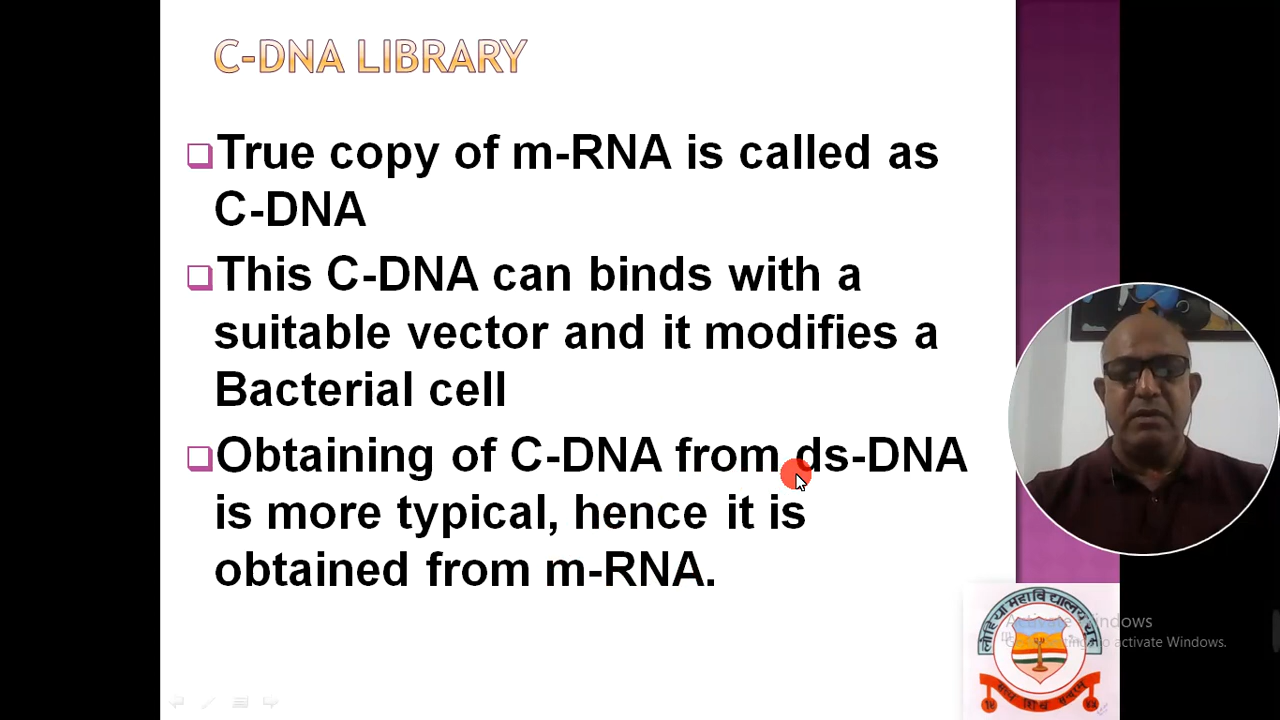 C-DNA LIBRARY
True copy of m-RNA is called as
C-DNA
This C-DNA can binds with a
suitable vector and it modifies a
Bacterial cell
Obtaining of C-DNA from ds-DNA
is more typical, hence it is
obtained from m-RNA.
Activate Windows
to activate Windows.